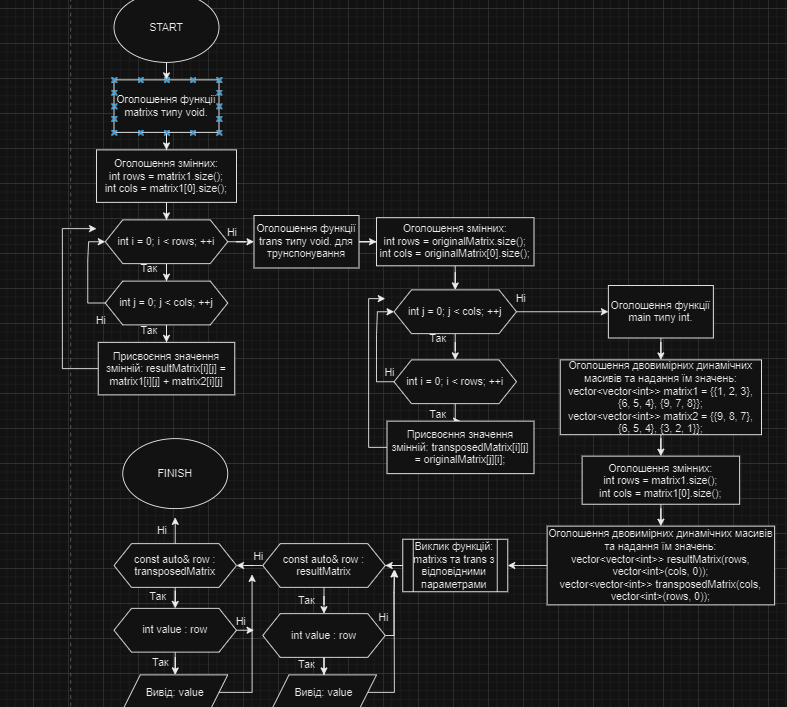 START
Оголошення функції
matrixs типу void.
Оголошення змінних:
int rows = matrix1.size();
int cols = matrix1[0].size();
int i = 0; i < rows; ++i
Ні
Так
int j = 0; j < cols; ++j
Ні
Так
Присвоєння значення
змінній: resultMatrix[i][j] =
matrix1[i][j] + matrix2[i][j]
Оголошення функції
trans типу void. для
трунспонування
Оголошення змінних:
int rows = originalMatrix.size();
int cols = originalMatrix[0].size();
int j = 0; j < cols; ++j
Ні
Так
int i = 0; i < rows; ++i
Ні
Так
Присвоєння значення
змінній: transposedMatrix[i][j]
= originalMatrix[j][i];
Оголошення функції
main типу int.
Оголошення двовимірних динамічних
масивів та надання їм значень:
vector<vector<int>> matrix1 = {{1, 2, 3},
{6, 5, 4}, {9, 7, 8}};
vector<vector<int>> matrix2 = {{9, 8, 7},
{6, 5, 4}, {3, 2, 1}};
Оголошення змінних:
int rows = matrix1.size();
int cols = matrix1[0].size();
Оголошення двовимірних динамічних масивів
та надання їм значень:
vector<vector<int>> resultMatrix(rows,
vector<int>(cols, 0));
vector<vector<int>> transposedMatrix(cols,
vector<int>(rows, 0));
Виклик функцій:
matrixs та trans з
відповідними
параметрами
const auto& row :
resultMatrix
Ні
Так
int value : row
Ні
Так
Вивід: value
const auto& row :
transposedMatrix
Ні
Так
int value : row
Ні
Так
Вивід: value
FINISH